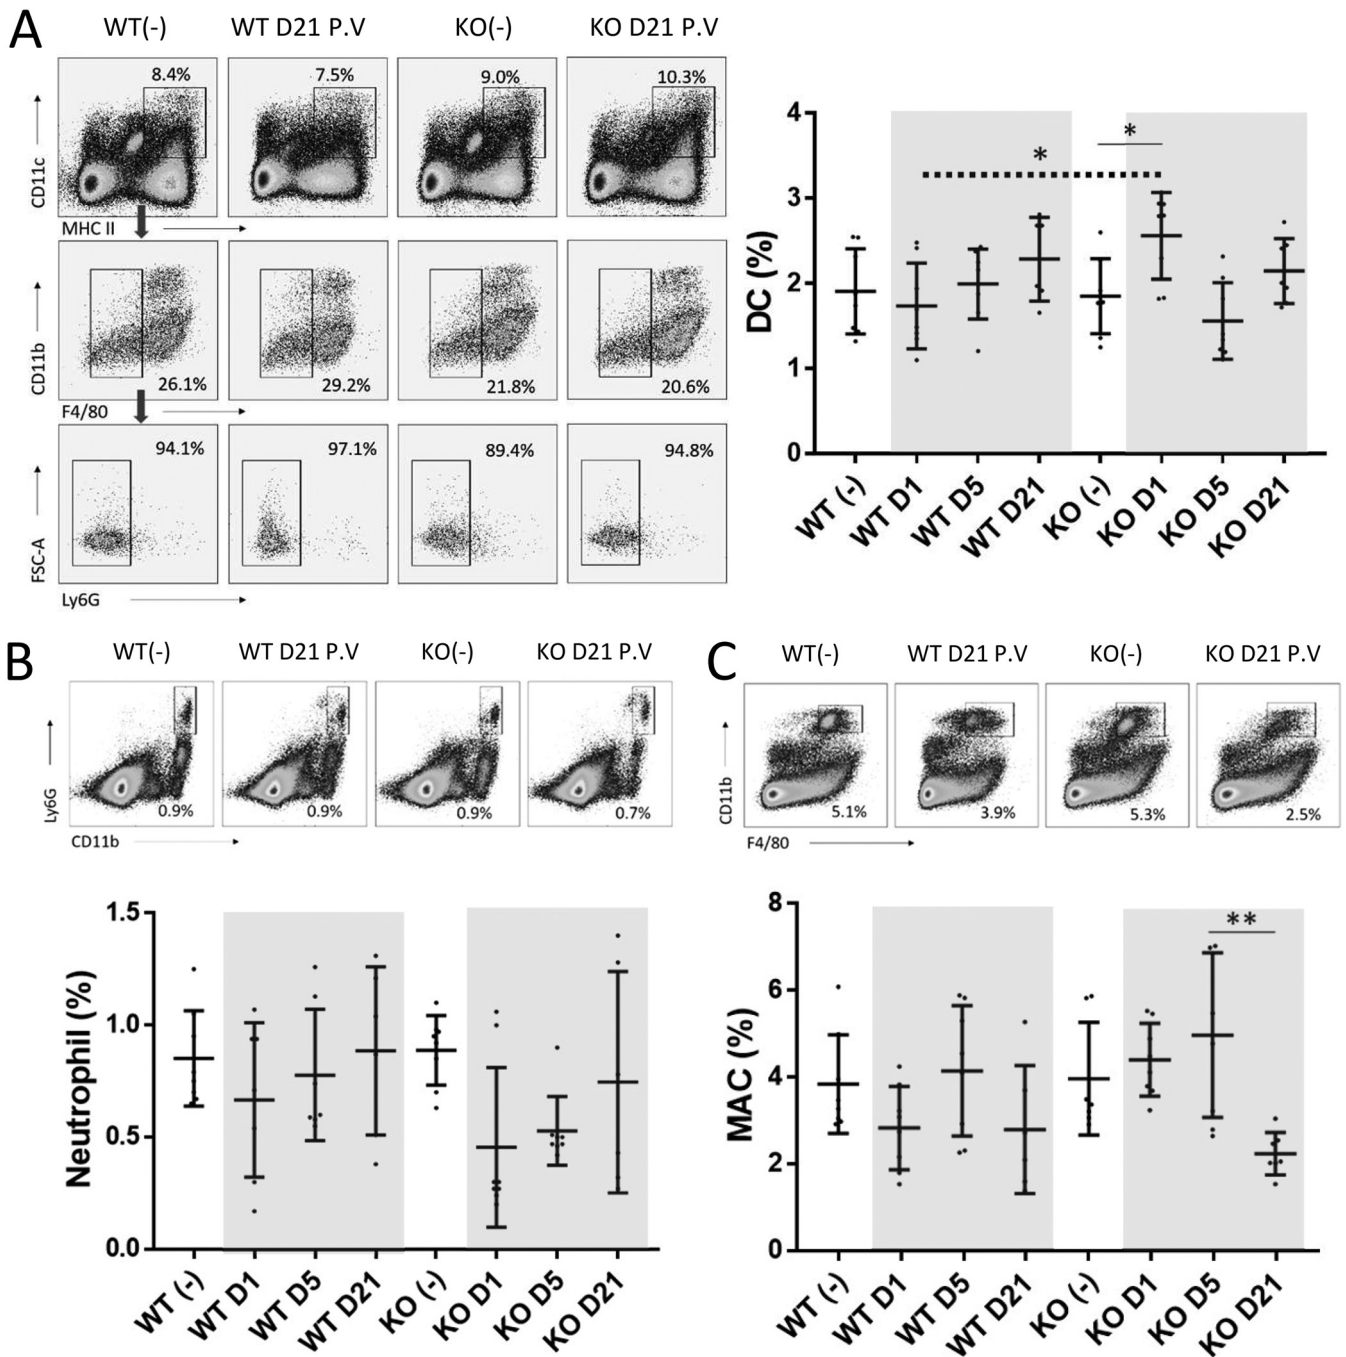 A
WT(-) WT D21 P.V KO(-) KO D21 P.V
8.4% 7.5% 9.0% 10.3%
CD11c
MHC II
CD11b
26.1% 29.2% 21.8% 20.6%
F4/80
94.1% 97.1% 89.4% 94.8%
FSC-A
Ly6G
DC (%)
4
3
2
1
0
* *
WT (-) WT D1 WT D5 WT D21 KO (-) KO D1 KO D5 KO D21
B
WT(-) WT D21 P.V KO(-) KO D21 P.V
Ly6G
0.9% 0.9% 0.9% 0.7%
CD11b
Neutrophil (%)
1.5
1.0
0.5
0.0
WT (-) WT D1 WT D5 WT D21 KO (-) KO D1 KO D5 KO D21
C
WT(-) WT D21 P.V KO(-) KO D21 P.V
CD11b
5.1% 3.9% 5.3% 2.5%
F4/80
MAC (%)
8
6
4
2
0
**
WT (-) WT D1 WT D5 WT D21 KO (-) KO D1 KO D5 KO D21